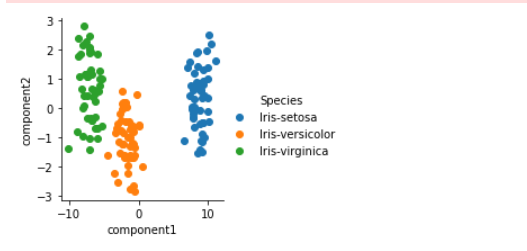 3
2
1
0
−1
−2
−3
component2
−10
0
10
component1
Species
Iris-setosa
Iris-versicolor
Iris-virginica